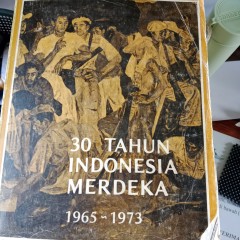 30 TAHUN
INDONESIA
MERDEKA
1965 - 1973